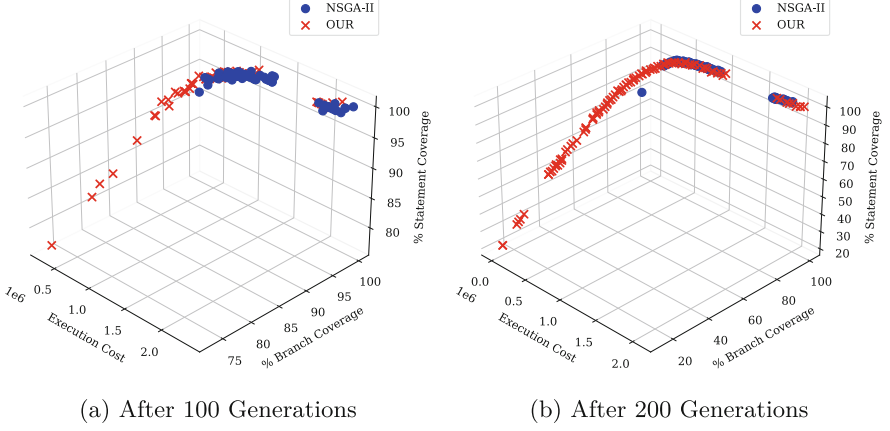 NSGA-II
OUR
100
95
90
85
80
% Statement Coverage
1e6
0.5
1.0
1.5
2.0
Execution Cost
75
80
85
90
95
100
% Branch Coverage
(a) After 100 Generations
NSGA-II
OUR
100
90
80
70
60
50
40
30
20
% Statement Coverage
1e6
0.0
0.5
1.0
1.5
2.0
Execution Cost
20
40
60
80
100
% Branch Coverage
(b) After 200 Generations